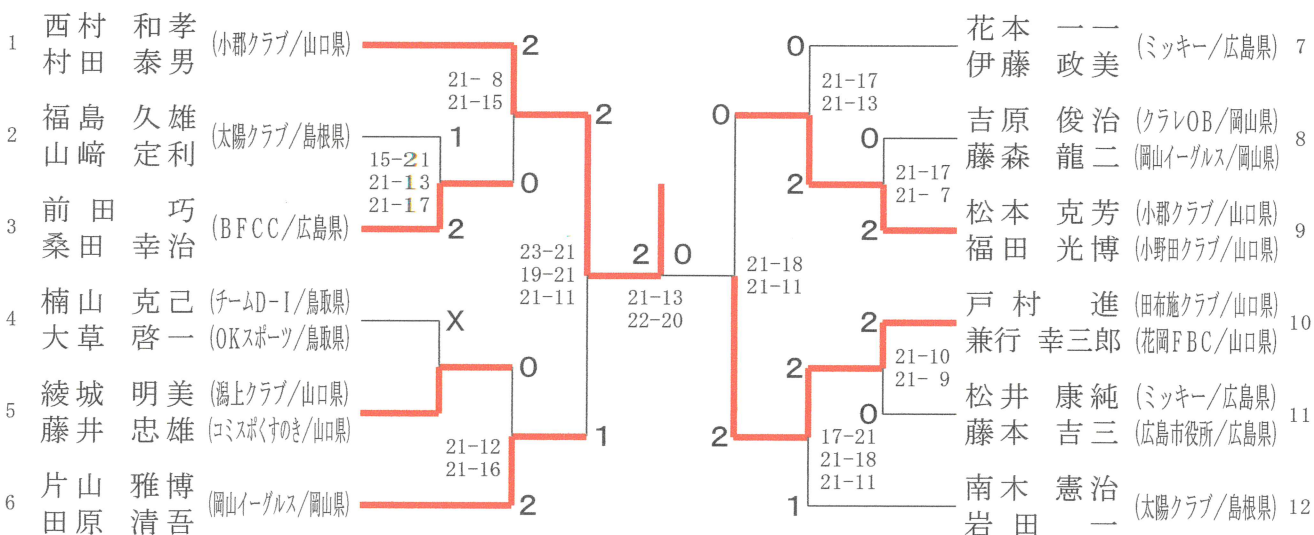 1 西村 和孝 (小郡クラブ/山口県)
村田 泰男
2
21- 8
21-15
2 福島 久雄 (太陽クラブ/島根県)
山﨑 定利
1
15-21
21-13
21-17
0
2
3 前田 巧 (BFCC/広島県)
桑田 幸治
2
23-21
19-21
21-11
4 楠山 克己 (チームD-I/鳥取県)
大草 啓一 (OKスポーツ/鳥取県)
X
0
5 綾城 明美 (潟上クラブ/山口県)
藤井 忠雄 (コミスポくすのき/山口県)
21-12
21-16
1
6 片山 雅博 (岡山イーグルス/岡山県)
田原 清吾
2
2 0
21-13
22-20
花本 一一 (ミッキー/広島県) 7
伊藤 政美
0
21-17
21-13
0
吉原 俊治 (クラレOB/岡山県) 8
藤森 龍二 (岡山イーグルス/岡山県)
0
21-17
21- 7
2
松本 克芳 (小郡クラブ/山口県) 9
福田 光博 (小野田クラブ/山口県)
2
21-18
21-11
戸村 進 (田布施クラブ/山口県) 10
兼行 幸三郎 (花岡FBC/山口県)
2
21-10
21- 9
2
松井 康純 (ミッキー/広島県) 11
藤本 吉三 (広島市役所/広島県)
0
2
17-21
21-18
21-11
南木 憲治 (太陽クラブ/島根県) 12
岩田 一
1